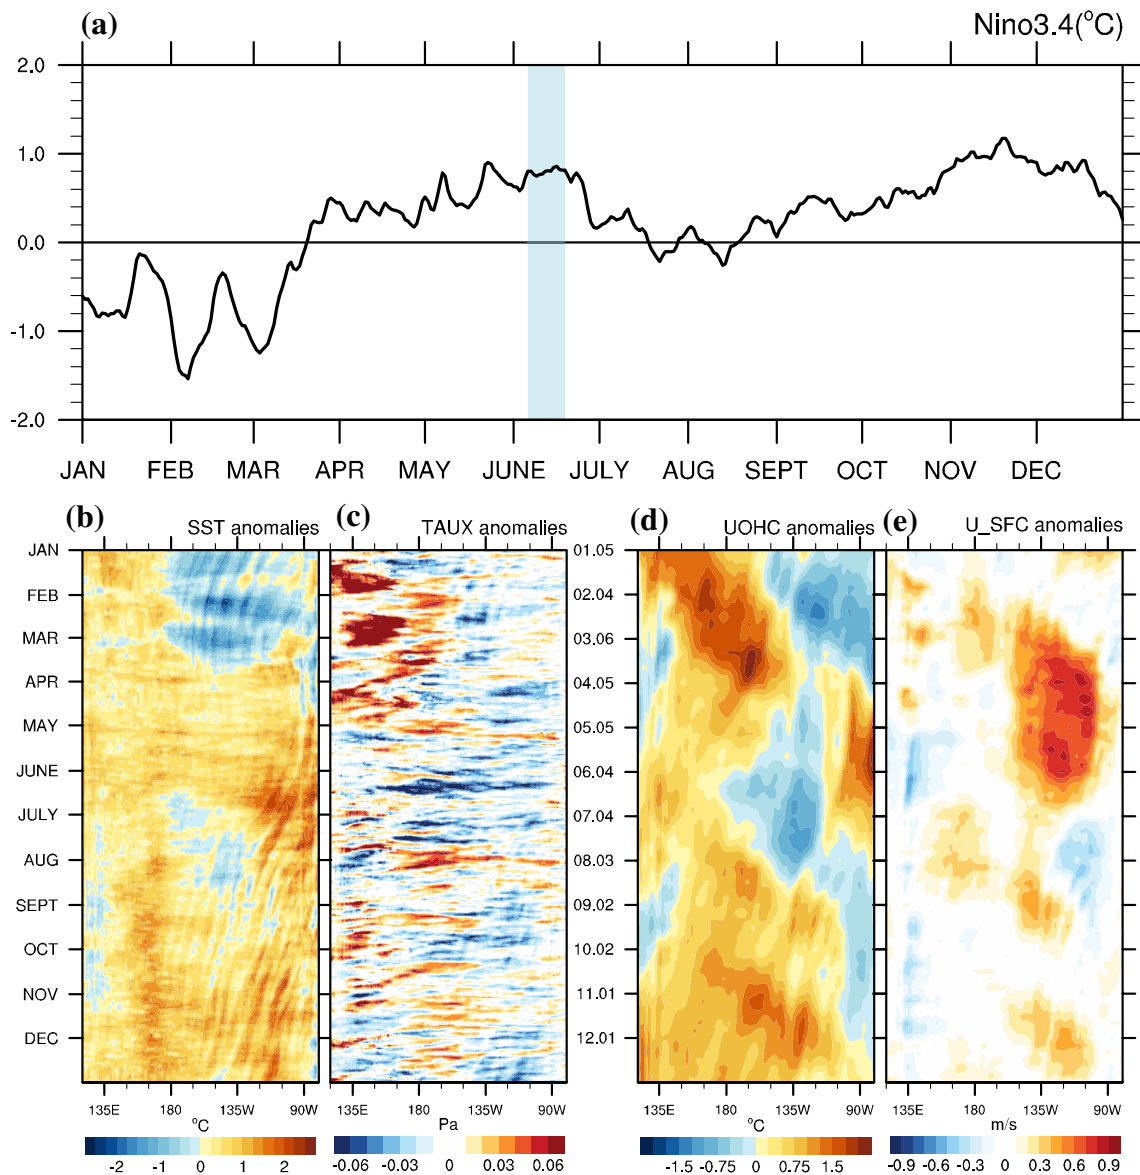 (a)
Nino3.4(°C)
2.0
1.0
0.0
-1.0
-2.0
JAN FEB MAR APR MAY JUNE JULY AUG SEPT OCT NOV DEC
(b) SST anomalies (c) TAUX anomalies (d) UOHC anomalies (e) U_SFC anomalies
JAN 01.05
FEB 02.04
MAR 03.06
APR 04.05
MAY 05.05
JUNE 06.04
JULY 07.04
AUG 08.03
SEPT 09.02
OCT 10.02
NOV 11.01
DEC 12.01
135E 180 135W 90W 135E 180 135W 90W 135E 180 135W 90W 135E 180 135W 90W
°C Pa °C m/s
-2 -1 0 1 2 -0.06 -0.03 0 0.03 0.06 -1.5 -0.75 0 0.75 1.5 -0.9 -0.6 -0.3 0 0.3 0.6 0.9